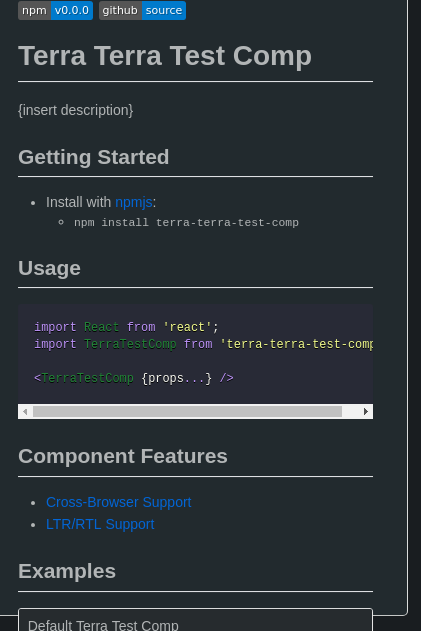 npm v0.0.0 github source
Terra Terra Test Comp
{insert description}
Getting Started
Install with npmjs:
npm install terra-terra-test-comp
Usage
import React from 'react';
import TerraTestComp from 'terra-terra-test-comp
<TerraTestComp {props...} />
Component Features
Cross-Browser Support
LTR/RTL Support
Examples
Default Terra Test Comp